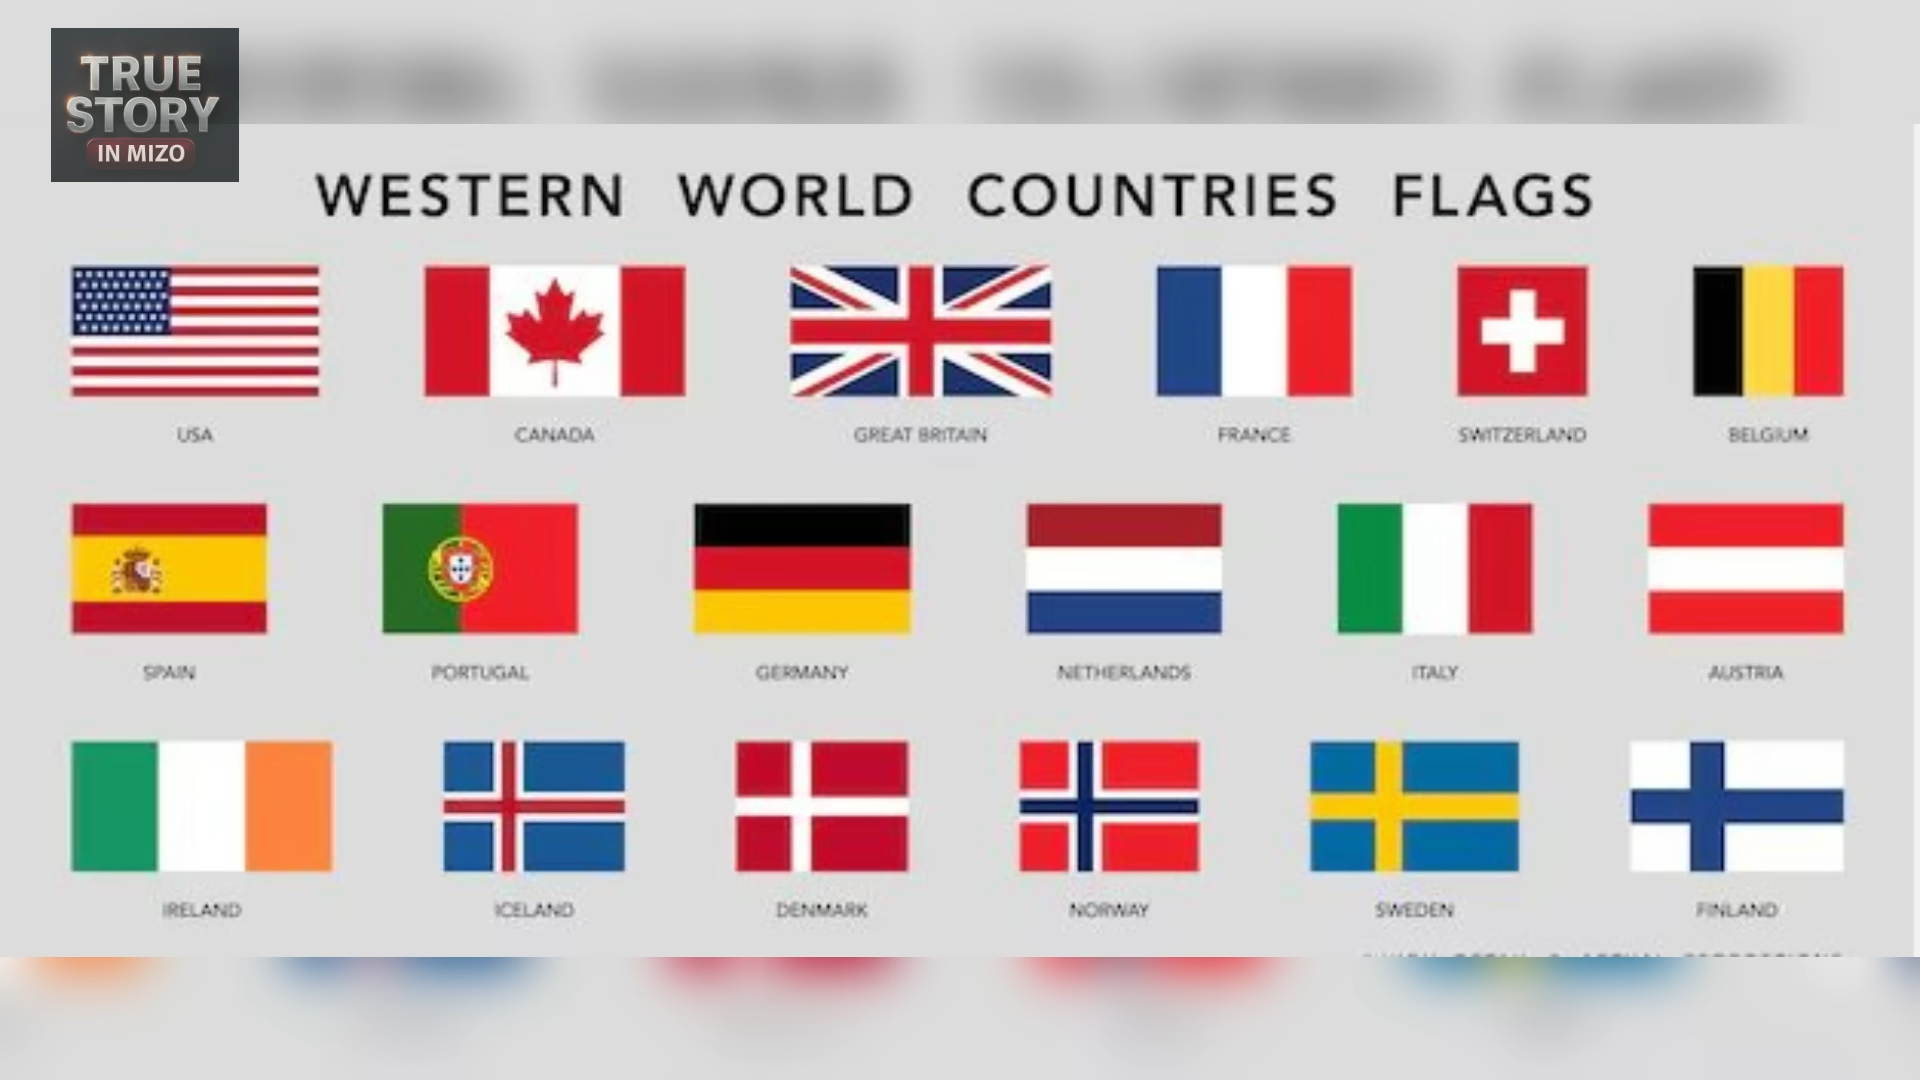 TRUE
STORY
IN MIZO
WESTERN WORLD COUNTRIES FLAGS
USA
CANADA
GREAT BRITAIN
FRANCE
SWITZERLAND
BELGIUM
SPAIN
PORTUGAL
GERMANY
NETHERLANDS
ITALY
AUSTRIA
IRELAND
ICELAND
DENMARK
NORWAY
SWEDEN
FINLAND